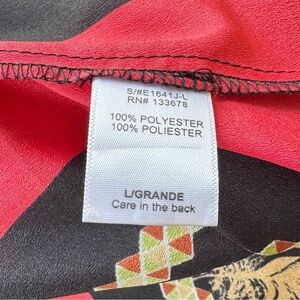 S/#E1641J-L
RN# 133678
100% POLYESTER
100% POLIESTER
L/GRANDE
Care in the back